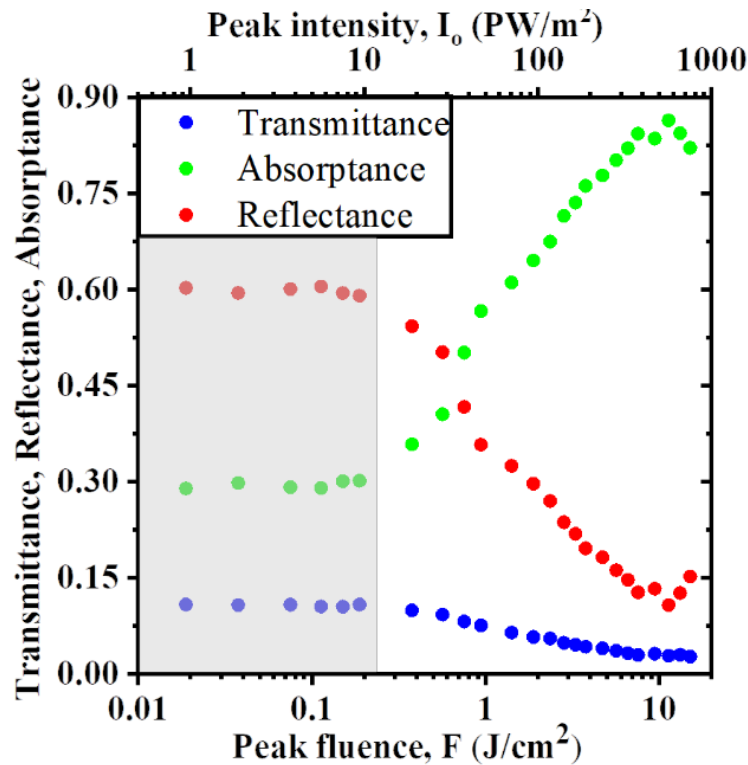 Peak intensity, Iₒ (PW/m²)
1 10 100 1000
Transmittance, Reflectance, Absorptance
0.90
0.75
0.60
0.45
0.30
0.15
0.00
Transmittance
Absorptance
Reflectance
0.01 0.1 1 10
Peak fluence, F (J/cm²)